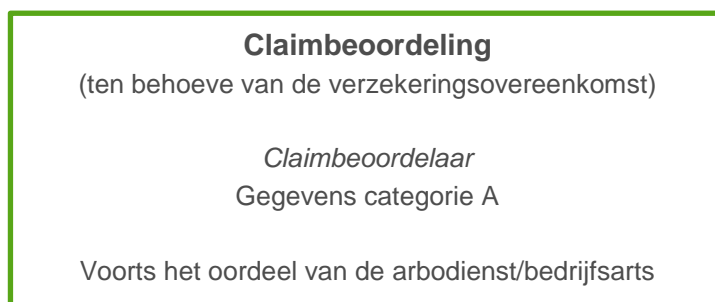 Claimbeoordeling
(ten behoeve van de verzekeringsovereenkomst)
Claimbeoordelaar
Gegevens categorie A
Voorts het oordeel van de arbodienst/bedrijfsarts